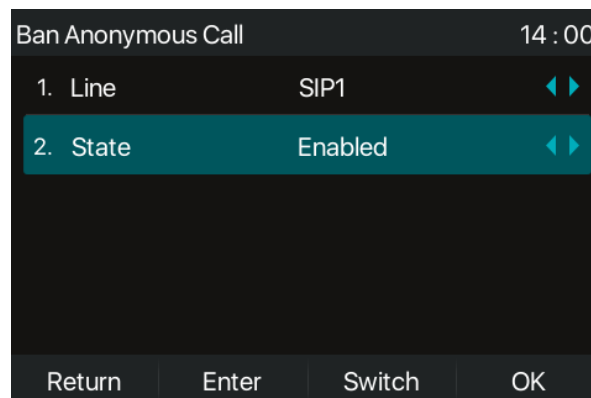 Ban Anonymous Call 14 : 00
1. Line SIP1
2. State Enabled
Return Enter Switch OK